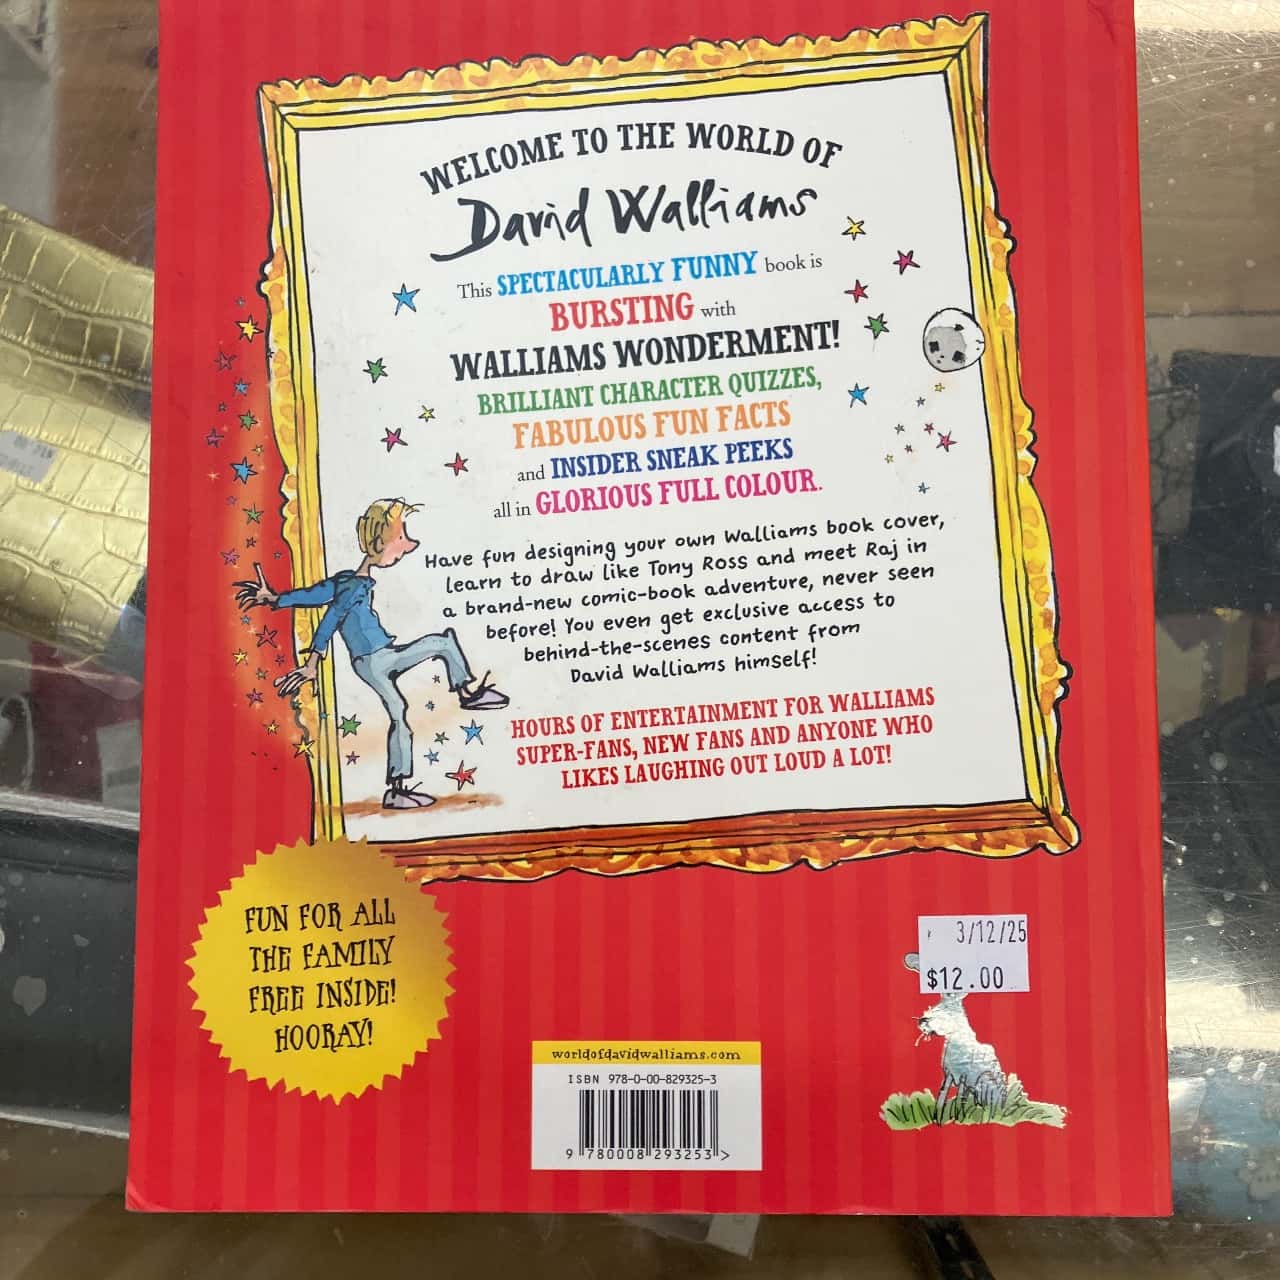 WELCOME TO THE WORLD OF
David Walliams
This SPECTACULARLY FUNNY book is
BURSTING with
WALLIAMS WONDERMENT!
BRILLIANT CHARACTER QUIZZES,
FABULOUS FUN FACTS
and INSIDER SNEAK PEEKS
all in GLORIOUS FULL COLOUR.
Have fun designing your own Walliams book cover,
learn to draw like Tony Ross and meet Raj in
a brand-new comic-book adventure, never seen
before! You even get exclusive access to
behind-the-scenes content from
David Walliams himself!
HOURS OF ENTERTAINMENT FOR WALLIAMS
SUPER-FANS, NEW FANS AND ANYONE WHO
LIKES LAUGHING OUT LOUD A LOT!
FUN FOR ALL
THE FAMILY
FREE INSIDE!
HOORAY!
3/12/25
$12.00
worldofdavidwalliams.com
ISBN 978-0-00-829325-3
9 780008 293253 >